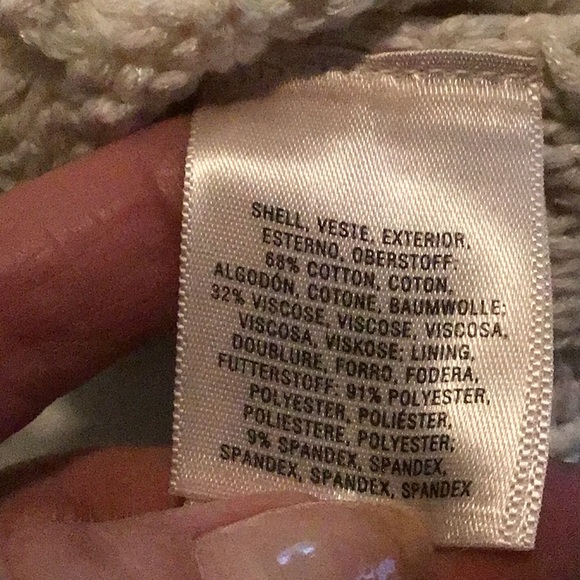 SHELL, VESTE, EXTERIOR,
ESTERNO, OBERSTOFF:
68% COTTON, COTON,
ALGODÓN, COTONE, BAUMWOLLE;
32% VISCOSE, VISCOSE, VISCOSA,
VISCOSA, VISKOSE; LINING,
DOUBLURE, FORRO, FODERA,
FUTTERSTOFF: 91% POLYESTER,
POLYESTER, POLIÉSTER,
POLIESTERE, POLYESTER;
9% SPANDEX, SPANDEX,
SPANDEX, SPANDEX, SPANDEX